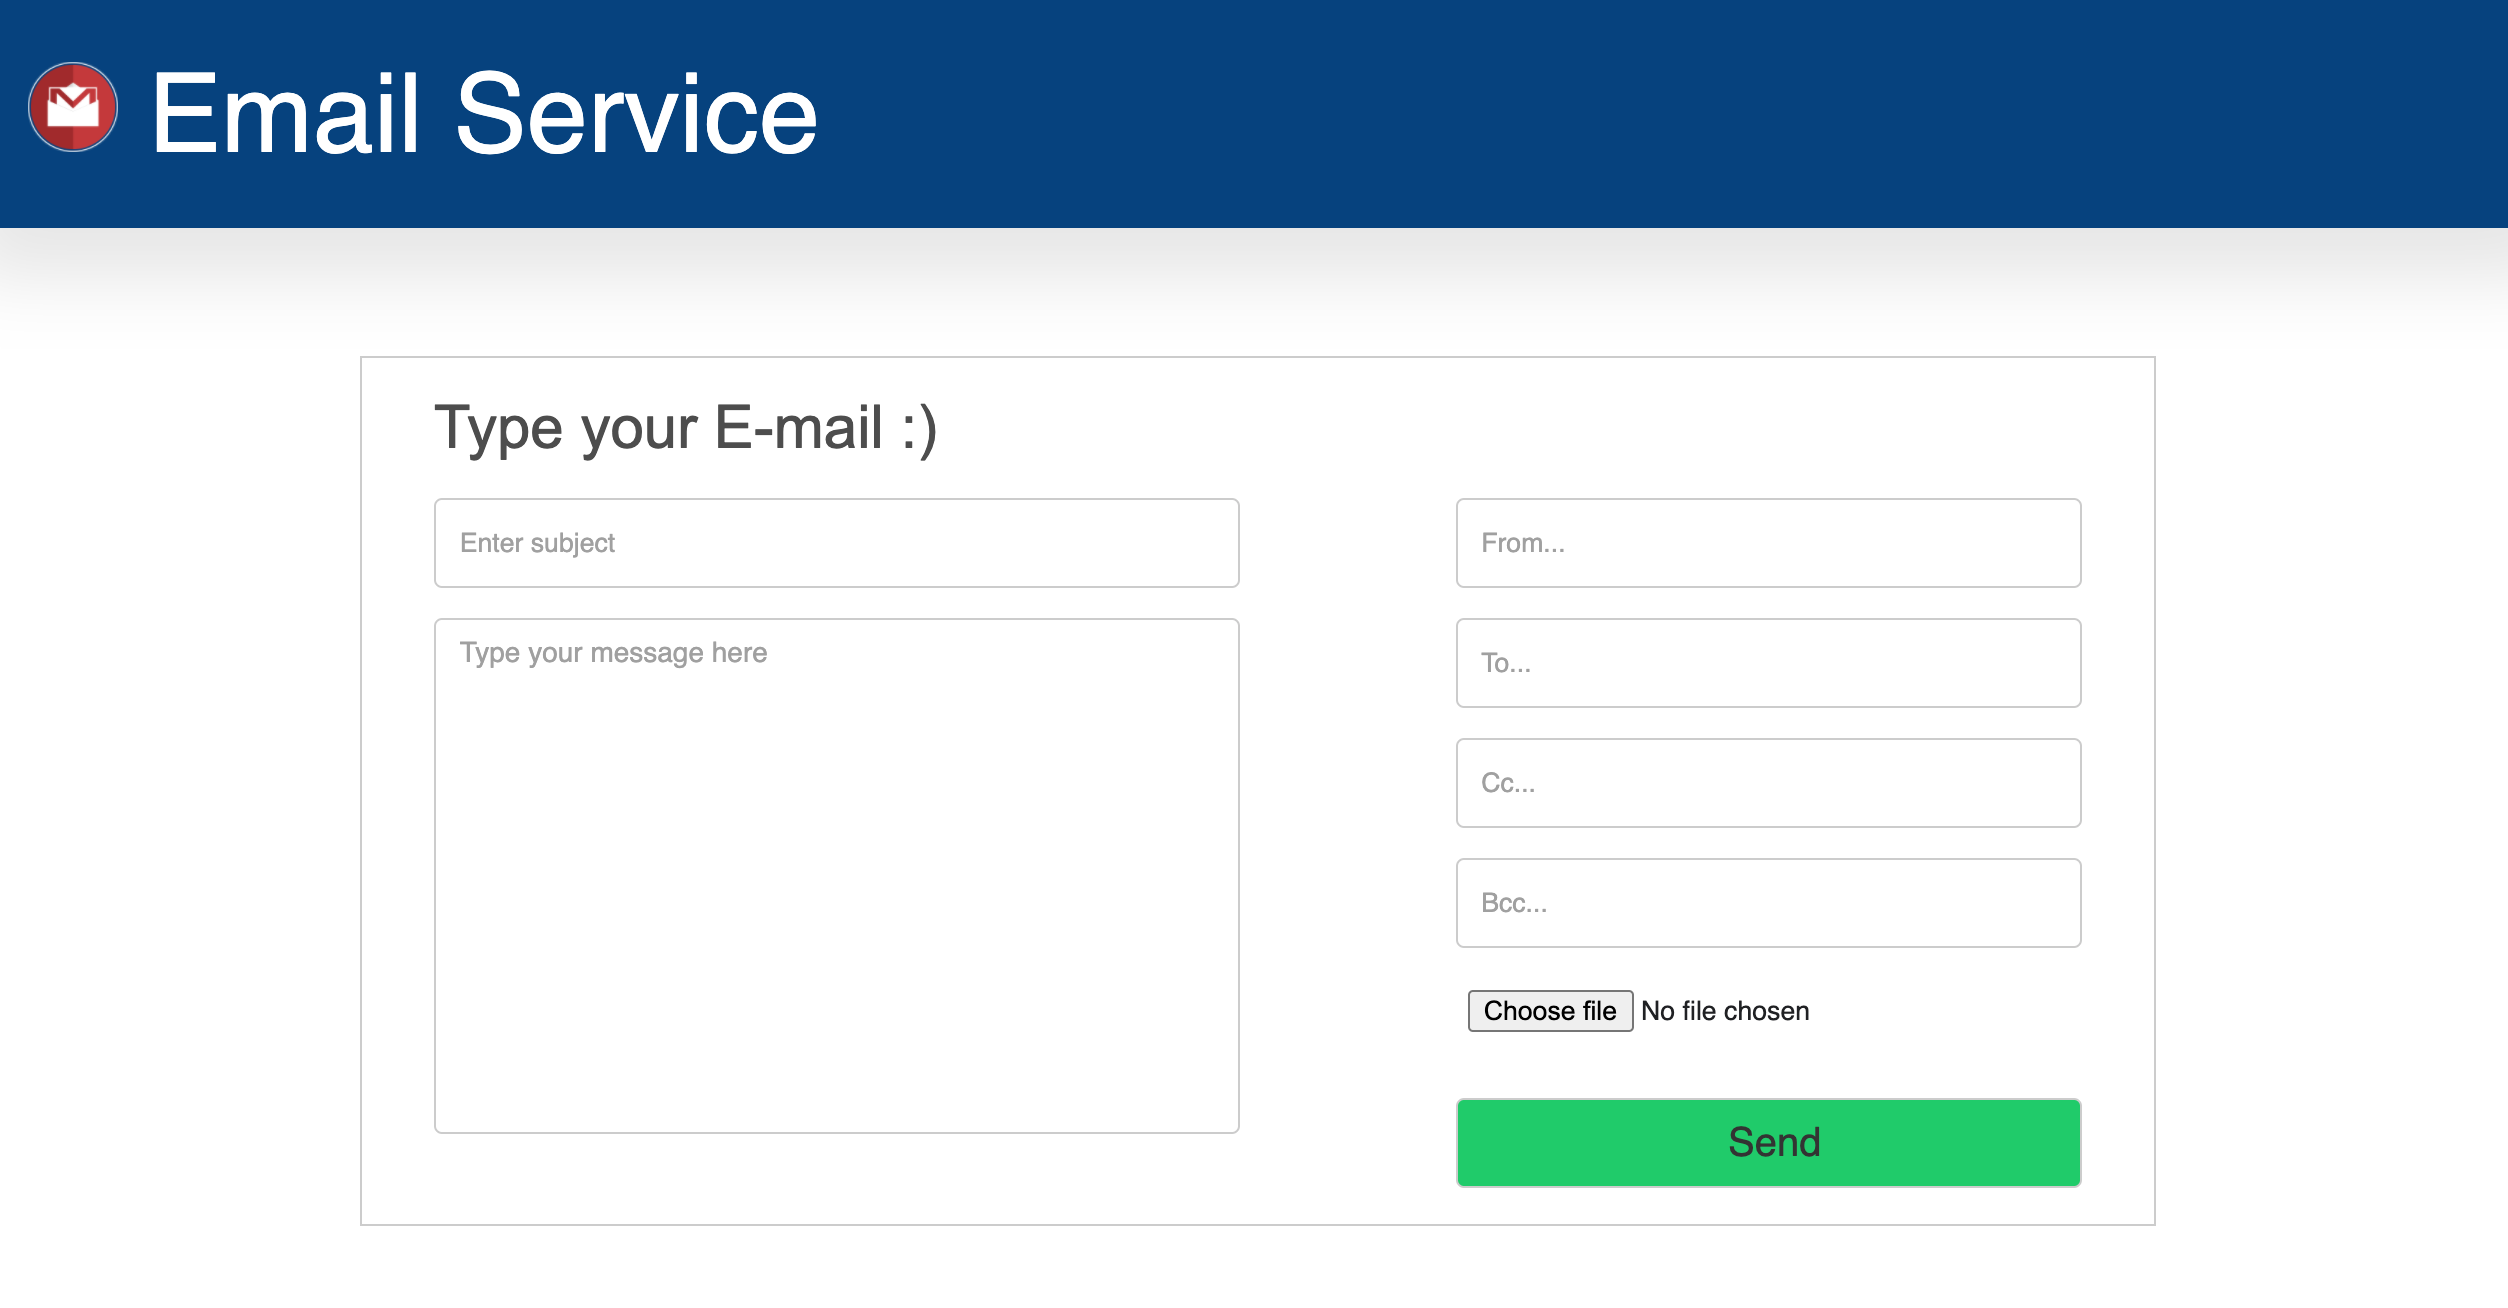 Email Service
Type your E-mail :)
Enter subject
Type your message here
From...
To...
Cc...
Bcc...
Choose file No file chosen
Send